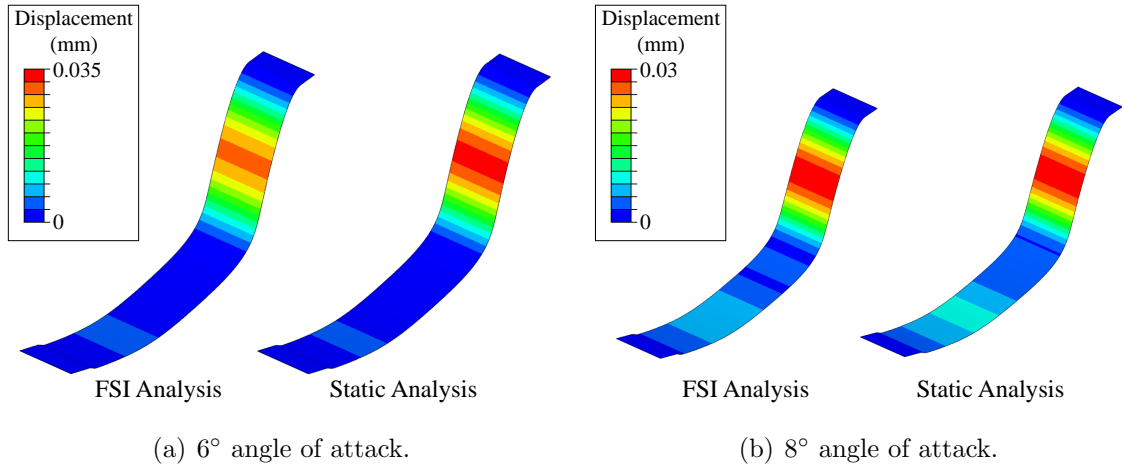 Displacement
(mm)
0.035
0
FSI Analysis
Static Analysis
(a) 6° angle of attack.
Displacement
(mm)
0.03
0
FSI Analysis
Static Analysis
(b) 8° angle of attack.